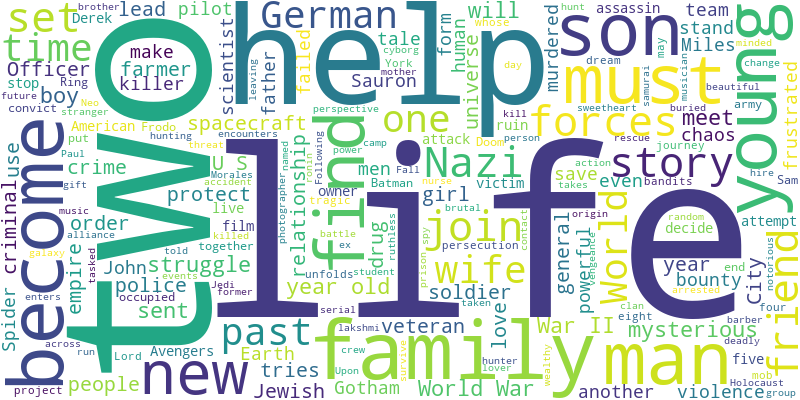 brother
pilot
German
son
assassin
team
hunt
whose
cyborg
Derek
lead
will
tale
form
human
stand
Miles
York
mother
day
dream
may
minded
change
set
time
make
farmer
killer
failed
father
scientist
leaving
Sauron
universe
murdered
Officer
stop
Ring
convict
future
Neo
boy
two
help
must
young
samurai
musician
beautiful
sweetheart
buried
army
frustrated
spacecraft
encounters
perspective
one
forces
meet
chaos
kill
rescue
person
ruin
journey
American
Frodo
stranger
hunting
put
Paul
crime
gift
threat
U S
Following
power
camp
Nazi
attack
Doom
story
bandits
hire
Sam
find
relationship
photographer
named
Morales
accident
owner
men
Batman
Fall
victim
save
action
takes
even
attempt
criminal
use
become
protect
live
girl
nurse
brutal
origin
random
decide
order
music
alliance
told
film
killed
together
tragic
battle
ronin
drug
ruthless
join
persecution
general
powerful
World
year
end
notorious
Spider
empire
galaxy
tasked
John
struggle
events
ex
student
unfolds
life
wife
spy
prison
contact
vengeance
bounty
City
friend
enters
occupied
police
Jedi
former
year old
soldier
love
clan
arrested
eight
four
sent
serial
lakshmi
taken
past
veteran
War II
mysterious
barber
deadly
across
run
Lord
Avengers
Earth
crew
Upon
survive
hunter
lover
wealthy
five
Holocaust
mob
group
people
project
new
tries
Jewish
Gotham
family
World War
another
man
violence